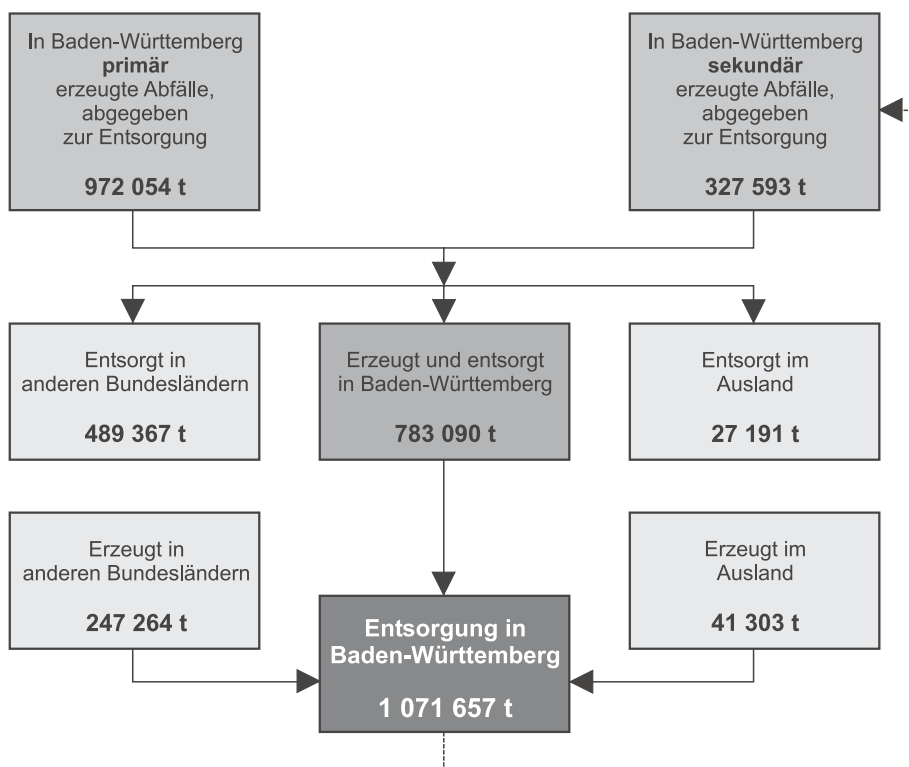 In Baden-Württemberg
primär
erzeugte Abfälle,
abgegeben
zur Entsorgung
972 054 t
In Baden-Württemberg
sekundär
erzeugte Abfälle,
abgegeben
zur Entsorgung
327 593 t
Entsorgt in
anderen Bundesländern
489 367 t
Erzeugt und entsorgt
in Baden-Württemberg
783 090 t
Entsorgt im
Ausland
27 191 t
Erzeugt in
anderen Bundesländern
247 264 t
Entsorgung in
Baden-Württemberg
1 071 657 t
Erzeugt im
Ausland
41 303 t